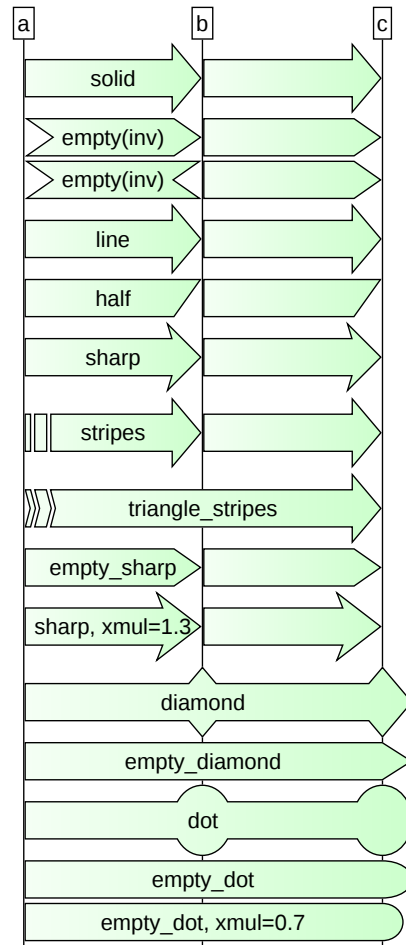 a b c
solid
empty(inv)
empty(inv)
line
half
sharp
stripes
triangle_stripes
empty_sharp
sharp, xmul=1.3
diamond
empty_diamond
dot
empty_dot
empty_dot, xmul=0.7